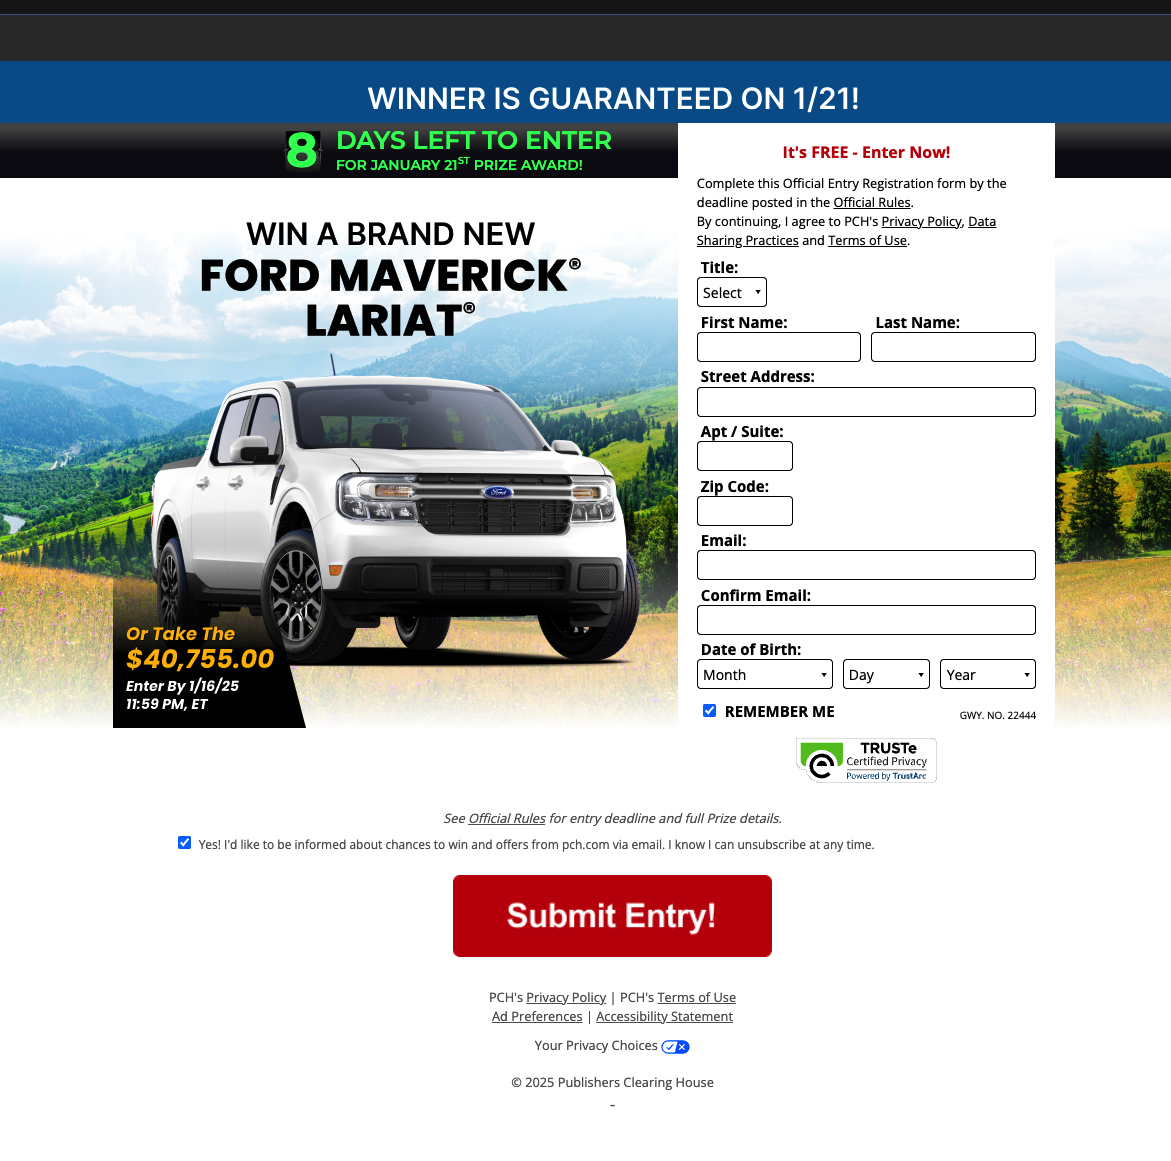 WINNER IS GUARANTEED ON 1/21!
8
DAYS LEFT TO ENTER
FOR JANUARY 21ST PRIZE AWARD!
WIN A BRAND NEW
FORD MAVERICK®
LARIAT®
Ford
Or Take The
$40,755.00
Enter By 1/16/25
11:59 PM, ET
It's FREE - Enter Now!
Complete this Official Entry Registration form by the
deadline posted in the Official Rules.
By continuing, I agree to PCH's Privacy Policy, Data
Sharing Practices and Terms of Use.
Title:
Select
First Name: Last Name:
Street Address:
Apt / Suite:
Zip Code:
Email:
Confirm Email:
Date of Birth:
Month Day Year
REMEMBER ME
GWY. NO. 22444
TRUSTe
Certified Privacy
Powered by TrustArc
See Official Rules for entry deadline and full Prize details.
Yes! I'd like to be informed about chances to win and offers from pch.com via email. I know I can unsubscribe at any time.
Submit Entry!
PCH's Privacy Policy | PCH's Terms of Use
Ad Preferences | Accessibility Statement
Your Privacy Choices
© 2025 Publishers Clearing House
-